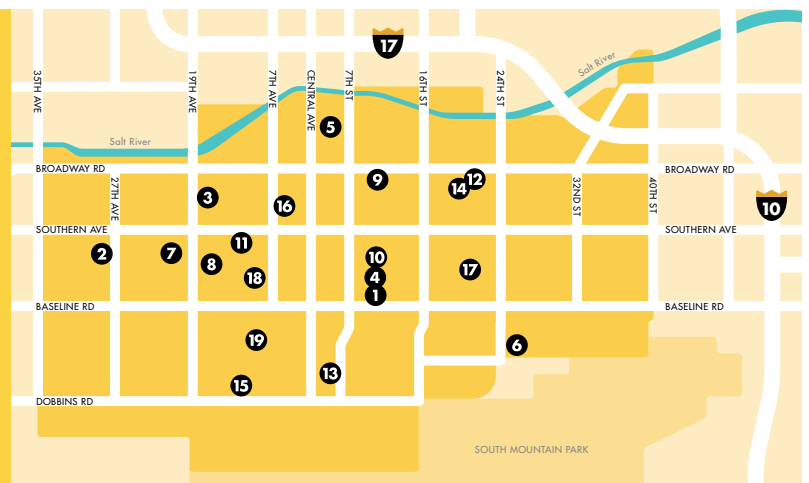 17
35TH AVE
19TH AVE
7TH AVE
CENTRAL AVE
7TH ST
16TH ST
24TH ST
Salt River
5
Salt River
BROADWAY RD
BROADWAY RD
27TH AVE
32ND ST
40TH ST
9
12
14
3
16
10
SOUTHERN AVE
SOUTHERN AVE
2
7
11
8
18
10
4
1
17
BASELINE RD
BASELINE RD
19
6
13
15
DOBBINS RD
SOUTH MOUNTAIN PARK